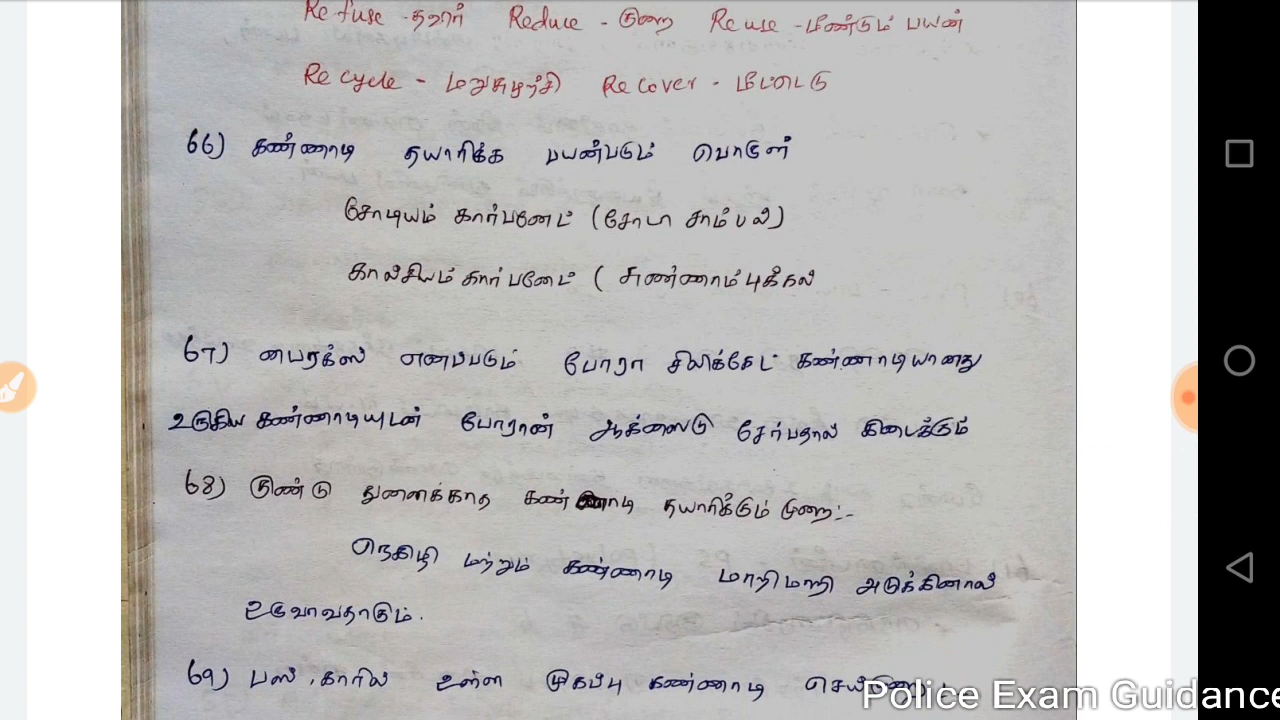 Refuse - தவிர் Reduce - குறை Reuse - மீண்டும் பயன்
Recycle - மறுசுழற்சி Recover - மீட்டெடு
66) கண்ணாடி தயாரிக்க பயன்படும் பொருள்
சோடியம் கார்பனேட் (சோடா சாம்பல்)
கால்சியம் கார்பனேட் ( சுண்ணாம்புக்கல்
67) பைரக்ஸ் எனப்படும் போரோ சிலிக்கேட் கண்ணாடியானது
உருகிய கண்ணாடியுடன் போரான் ஆக்ஸைடு சேர்பதால் கிடைக்கும்
68) குண்டு துளைக்காத கண்ணாடி தயாரிக்கும் முறை:-
நெகிழி மற்றும் கண்ணாடி மாறிமாறி அடுக்கினால்
உருவாவதாகும்.
69) பஸ், காரில் உள்ள முகப்பு கண்ணாடி
Police Exam Guidance